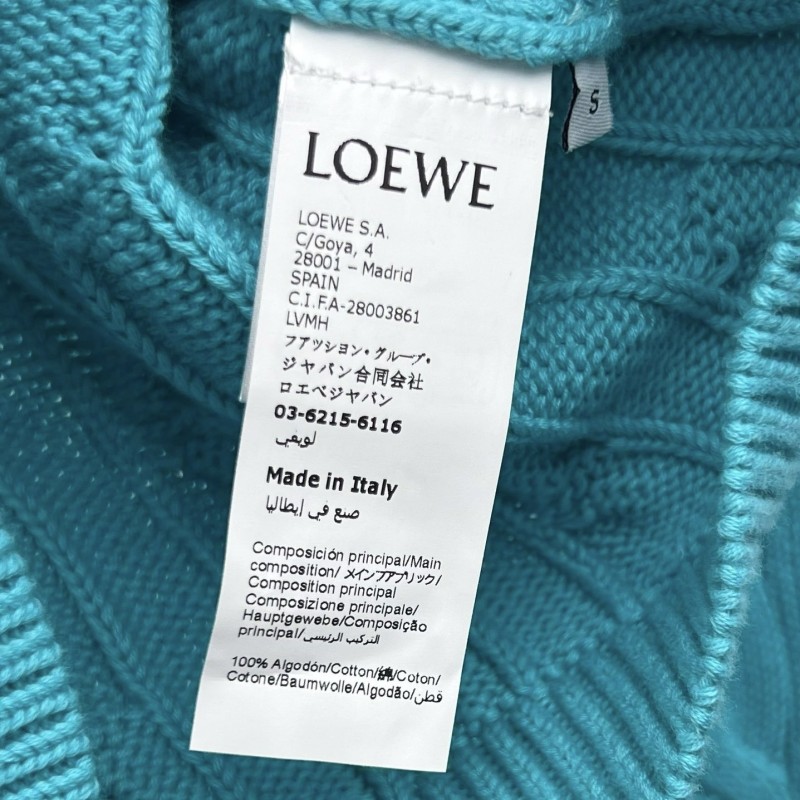 S
LOEWE
LOEWE S.A.
C/Goya, 4
28001 – Madrid
SPAIN
C.I.F.A-28003861
LVMH
ファッション・グループ・
ジャパン合同会社
ロエベジャパン
03-6215-6116
لويفي
Made in Italy
صنع في إيطاليا
Composición principal/Main
composition/ メインファブリック/
Composition principal
Composizione principale/
Hauptgewebe/Composição
principal/التركيب الرئيسي
100% Algodón/Cotton/綿/Coton/
Cotone/Baumwolle/Algodão/قطن